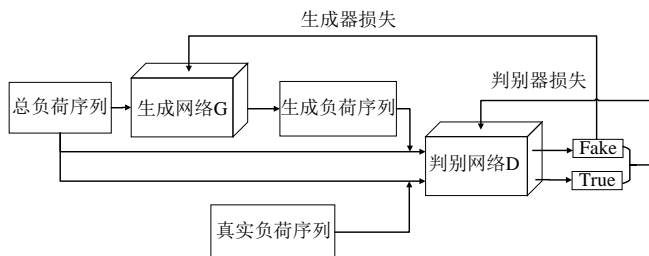 生成器损失
判别器损失
总负荷序列
生成网络G
生成负荷序列
判别网络D
Fake
True
真实负荷序列